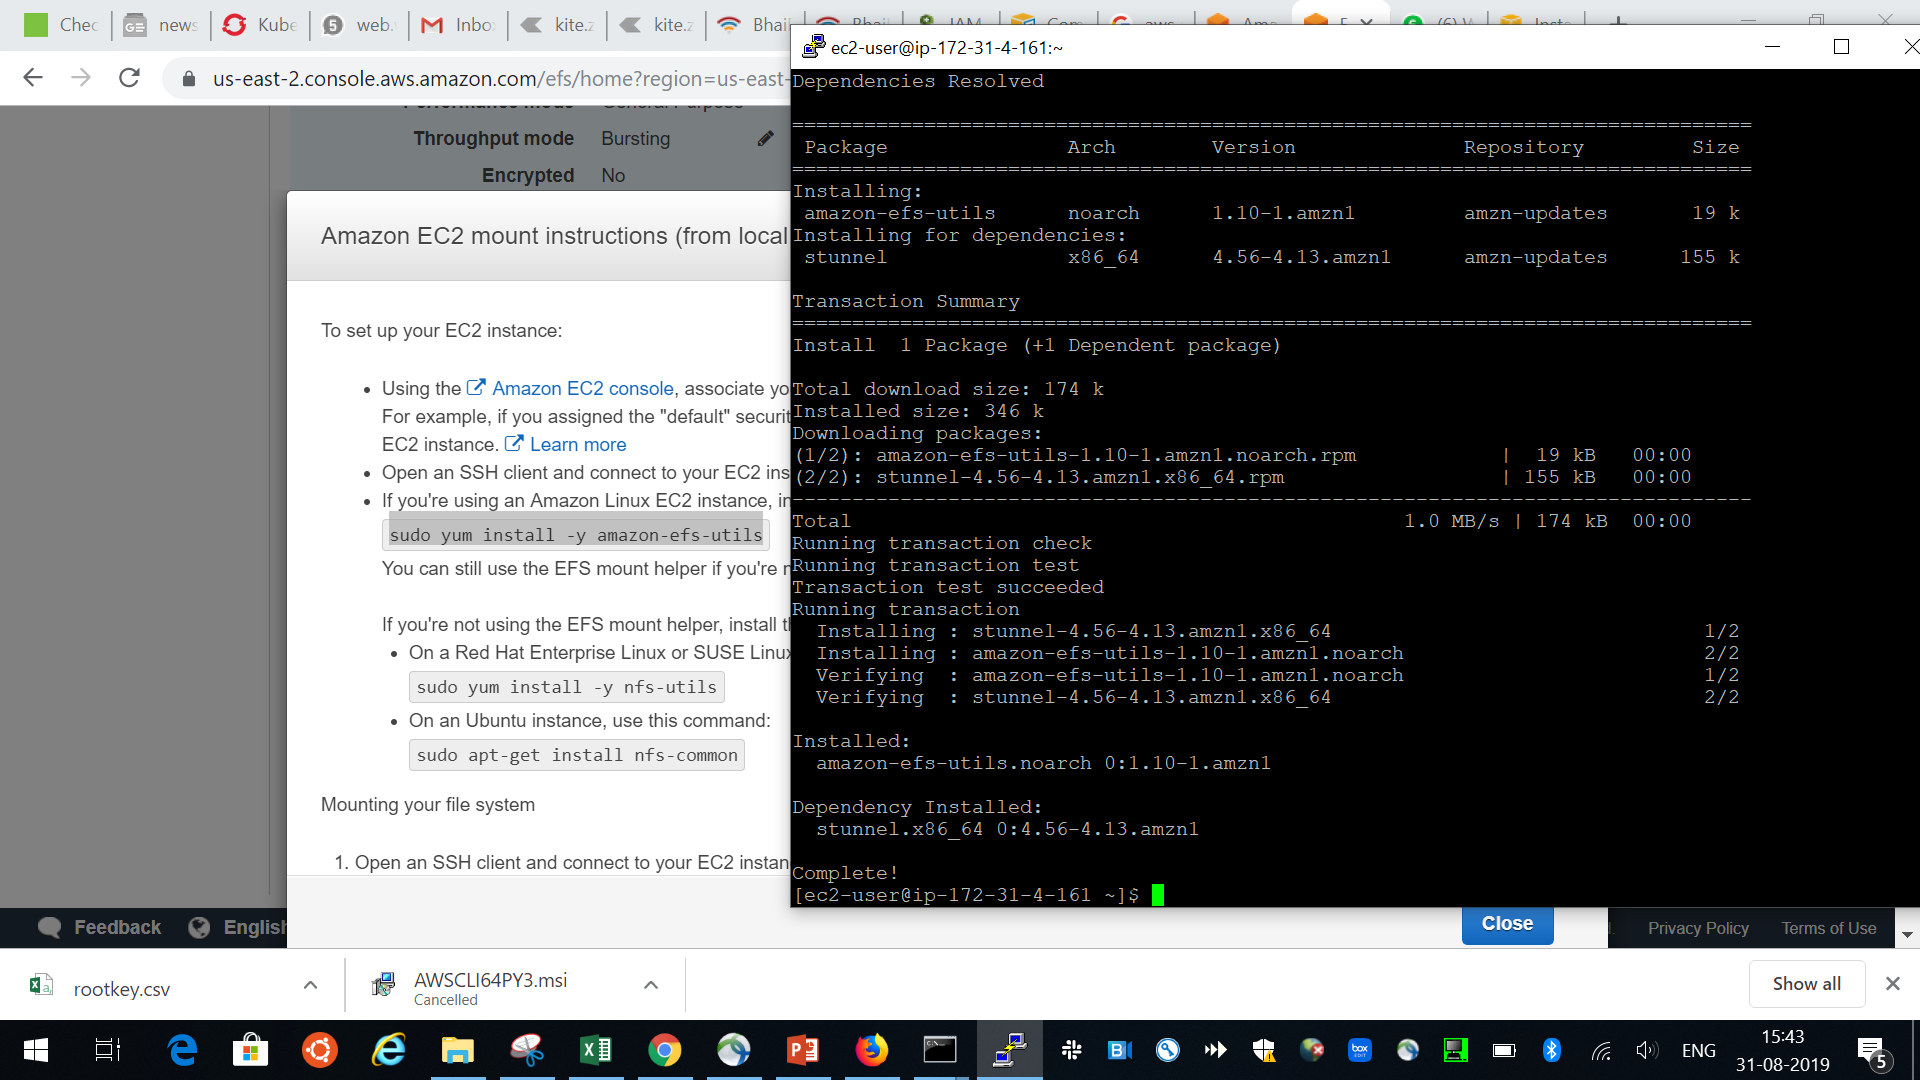 Chec
news
Kube
web.
Inbo
kite.z
kite.z
Bhai
us-east-2.console.aws.amazon.com/efs/home?region=us-east-
Throughput mode Bursting
Encrypted No
Amazon EC2 mount instructions (from local
To set up your EC2 instance:
Using the Amazon EC2 console, associate yo
For example, if you assigned the "default" securit
EC2 instance. Learn more
Open an SSH client and connect to your EC2 ins
If you're using an Amazon Linux EC2 instance, in
sudo yum install -y amazon-efs-utils
You can still use the EFS mount helper if you're n
If you're not using the EFS mount helper, install t
On a Red Hat Enterprise Linux or SUSE Linux
sudo yum install -y nfs-utils
On an Ubuntu instance, use this command:
sudo apt-get install nfs-common
Mounting your file system
1. Open an SSH client and connect to your EC2 instan
ec2-user@ip-172-31-4-161:~
Dependencies Resolved
================================================================================
Package Arch Version Repository Size
================================================================================
Installing:
amazon-efs-utils noarch 1.10-1.amzn1 amzn-updates 19 k
Installing for dependencies:
stunnel x86_64 4.56-4.13.amzn1 amzn-updates 155 k
Transaction Summary
================================================================================
Install 1 Package (+1 Dependent package)
Total download size: 174 k
Installed size: 346 k
Downloading packages:
(1/2): amazon-efs-utils-1.10-1.amzn1.noarch.rpm | 19 kB 00:00
(2/2): stunnel-4.56-4.13.amzn1.x86_64.rpm | 155 kB 00:00
--------------------------------------------------------------------------------
Total 1.0 MB/s | 174 kB 00:00
Running transaction check
Running transaction test
Transaction test succeeded
Running transaction
Installing : stunnel-4.56-4.13.amzn1.x86_64 1/2
Installing : amazon-efs-utils-1.10-1.amzn1.noarch 2/2
Verifying : amazon-efs-utils-1.10-1.amzn1.noarch 1/2
Verifying : stunnel-4.56-4.13.amzn1.x86_64 2/2
Installed:
amazon-efs-utils.noarch 0:1.10-1.amzn1
Dependency Installed:
stunnel.x86_64 0:4.56-4.13.amzn1
Complete!
[ec2-user@ip-172-31-4-161 ~]$
Close
Feedback English Privacy Policy Terms of Use
rootkey.csv
AWSCLI64PY3.msi
Cancelled
Show all
ENG
15:43
31-08-2019
5